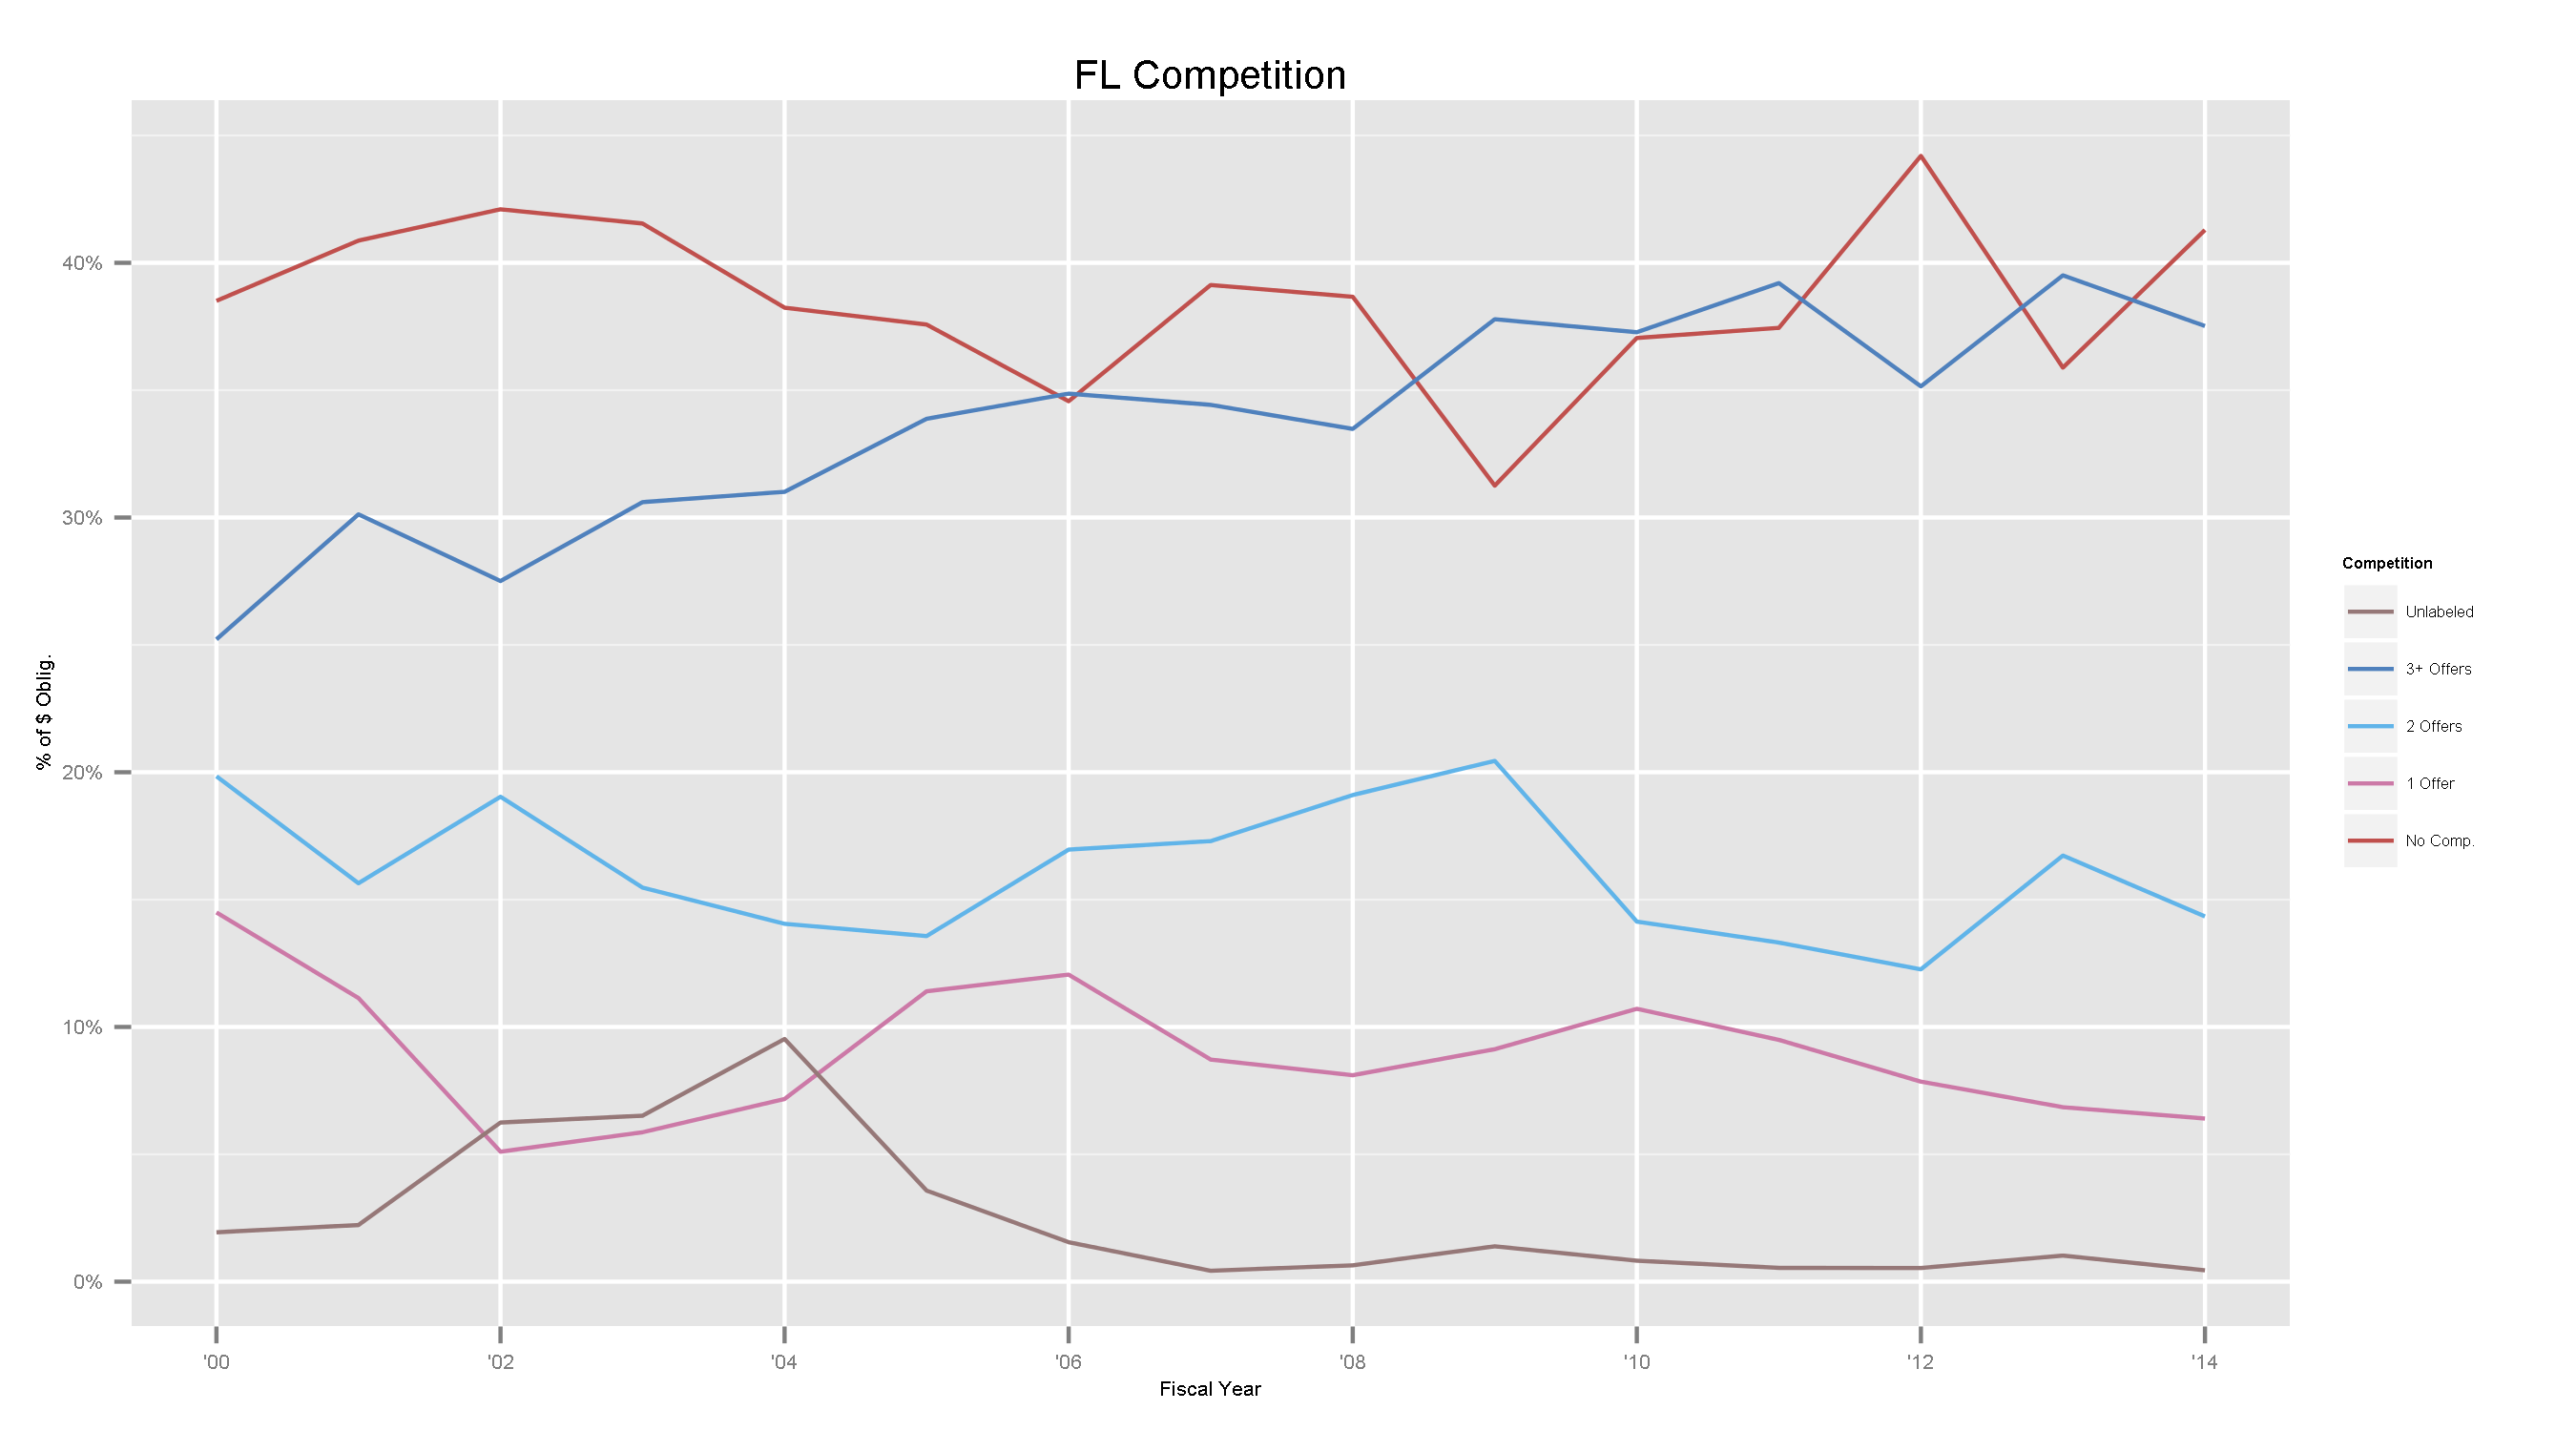 FL Competition
% of $ Oblig.
40%
30%
20%
10%
0%
'00 '02 '04 '06 '08 '10 '12 '14
Fiscal Year
Competition
Unlabeled
3+ Offers
2 Offers
1 Offer
No Comp.